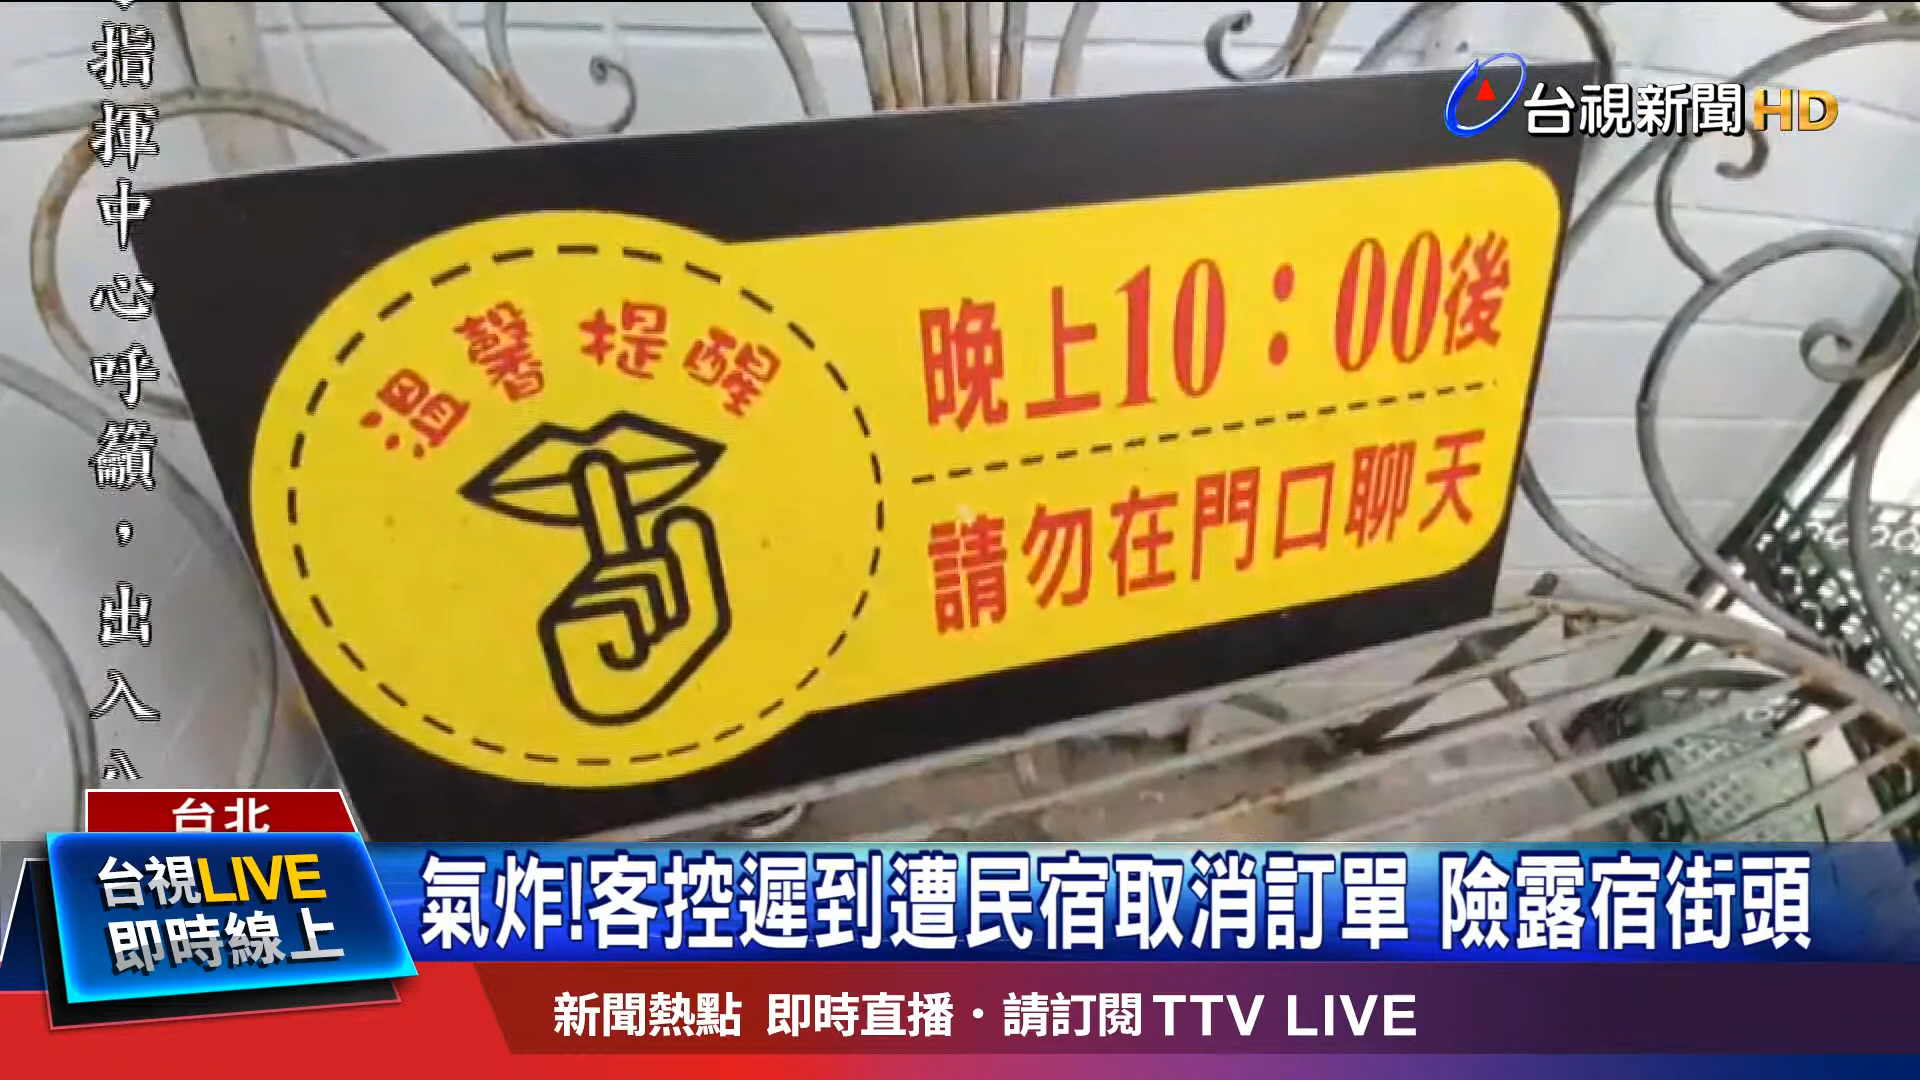 指揮中心呼籲，出入
台視新聞HD
溫馨提醒
晚上10：00後
請勿在門口聊天
台北
台視LIVE
即時線上
氣炸!客控遲到遭民宿取消訂單 險露宿街頭
新聞熱點 即時直播・請訂閱TTV LIVE